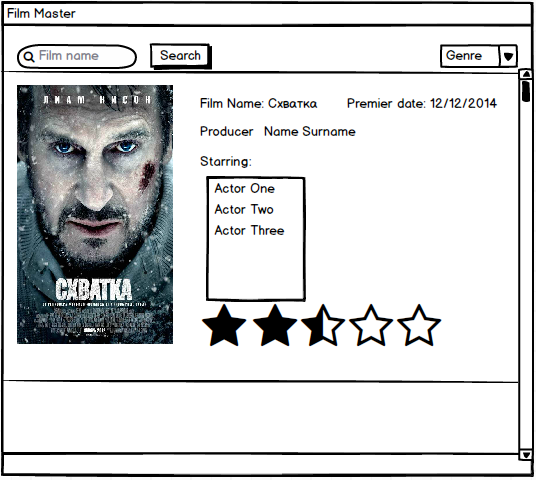 Film Master
Film name
Search
Genre
ЛИАМ НИСОН
Film Name: Схватка
Premier date: 12/12/2014
Producer Name Surname
Starring:
Actor One
Actor Two
Actor Three
СХВАТКА